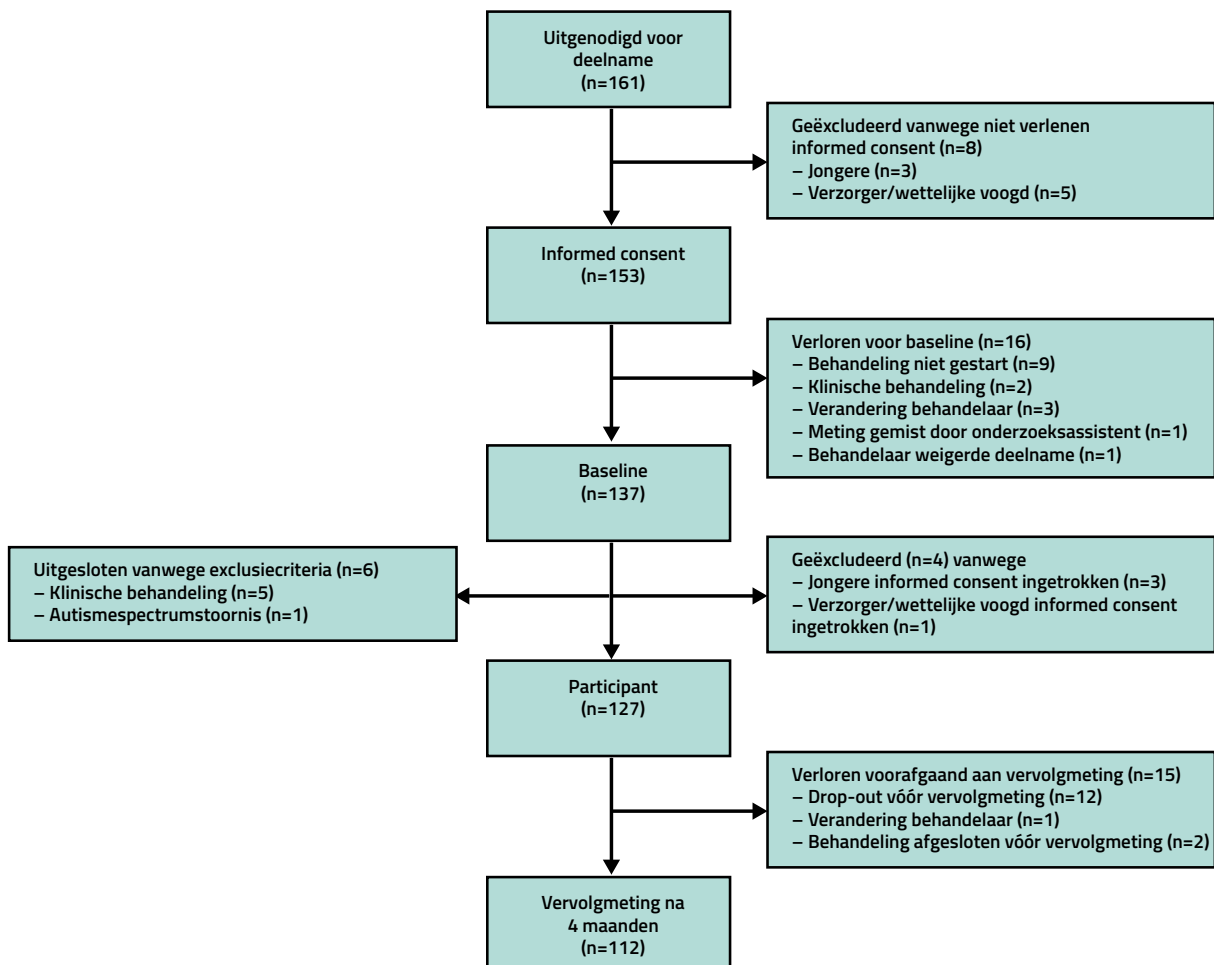 Uitgenodigd voor
deelname
(n=161)
Geëxcludeerd vanwege niet verlenen
informed consent (n=8)
– Jongere (n=3)
– Verzorger/wettelijke voogd (n=5)
Informed consent
(n=153)
Verloren voor baseline (n=16)
– Behandeling niet gestart (n=9)
– Klinische behandeling (n=2)
– Verandering behandelaar (n=3)
– Meting gemist door onderzoeksassistent (n=1)
– Behandelaar weigerde deelname (n=1)
Baseline
(n=137)
Uitgesloten vanwege exclusiecriteria (n=6)
– Klinische behandeling (n=5)
– Autismespectrumstoornis (n=1)
Geëxcludeerd (n=4) vanwege
– Jongere informed consent ingetrokken (n=3)
– Verzorger/wettelijke voogd informed consent
ingetrokken (n=1)
Participant
(n=127)
Verloren voorafgaand aan vervolgmeting (n=15)
– Drop-out vóór vervolgmeting (n=12)
– Verandering behandelaar (n=1)
– Behandeling afgesloten vóór vervolgmeting (n=2)
Vervolgmeting na
4 maanden
(n=112)